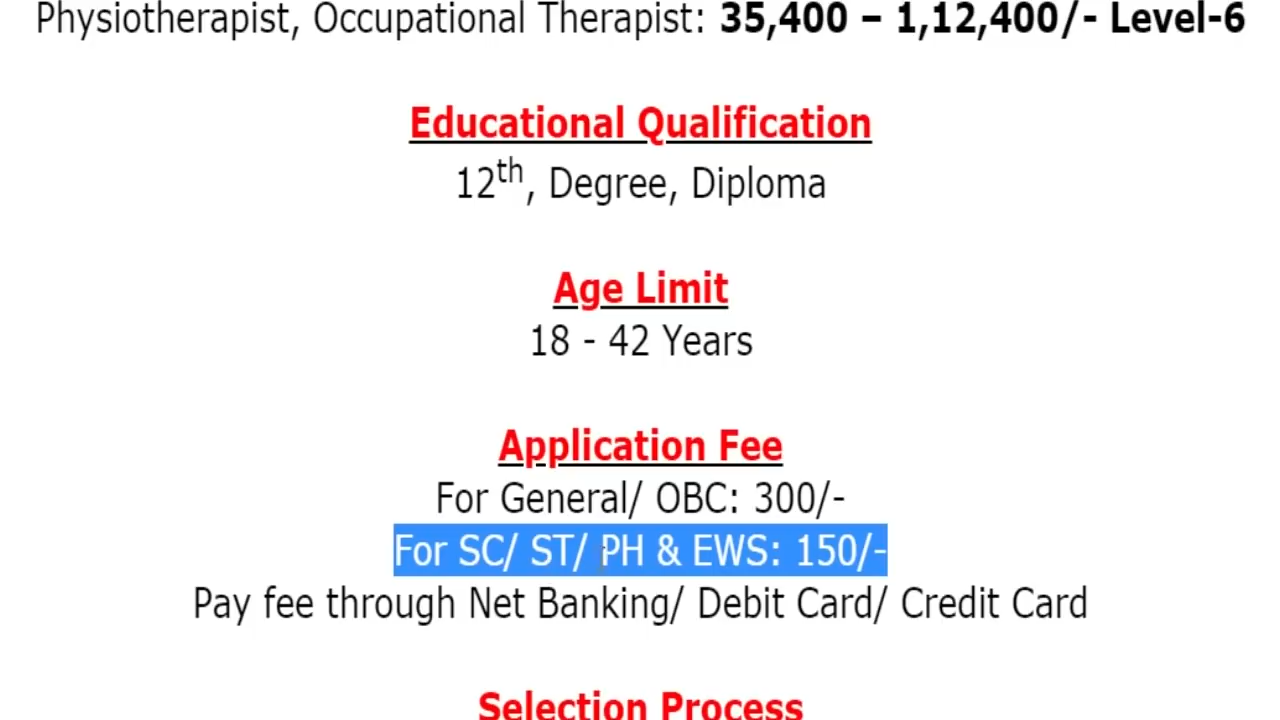 Physiotherapist, Occupational Therapist: 35,400 – 1,12,400/- Level-6
Educational Qualification
12th, Degree, Diploma
Age Limit
18 - 42 Years
Application Fee
For General/ OBC: 300/-
For SC/ ST/ PH & EWS: 150/-
Pay fee through Net Banking/ Debit Card/ Credit Card
Selection Process